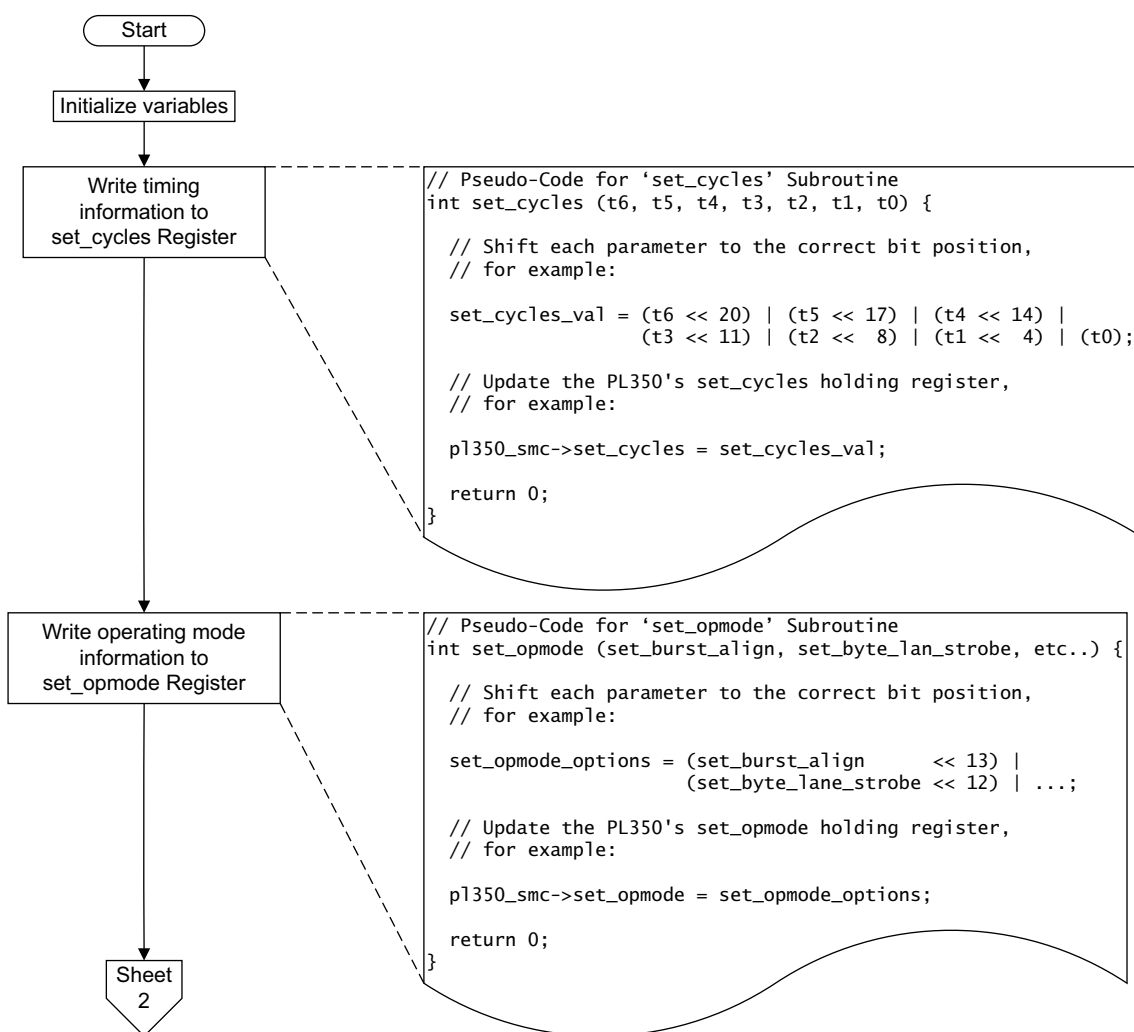 Start
Initialize variables
Write timing
information to
set_cycles Register
// Pseudo-Code for ‘set_cycles’ Subroutine
int set_cycles (t6, t5, t4, t3, t2, t1, t0) {
// Shift each parameter to the correct bit position,
// for example:
set_cycles_val = (t6 << 20) | (t5 << 17) | (t4 << 14) |
(t3 << 11) | (t2 <<  8) | (t1 <<  4) | (t0);
// Update the PL350's set_cycles holding register,
// for example:
pl350_smc->set_cycles = set_cycles_val;
return 0;
}
Write operating mode
information to
set_opmode Register
// Pseudo-Code for ‘set_opmode’ Subroutine
int set_opmode (set_burst_align, set_byte_lan_strobe, etc..) {
// Shift each parameter to the correct bit position,
// for example:
set_opmode_options = (set_burst_align      << 13) |
(set_byte_lane_strobe << 12) | ...;
// Update the PL350's set_opmode holding register,
// for example:
pl350_smc->set_opmode = set_opmode_options;
return 0;
}
Sheet
2